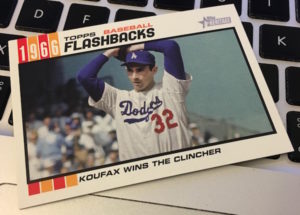 1966
TOPPS BASEBALL
FLASHBACKS
Heritage
Dodgers
32
KOUFAX WINS THE CLINCHER